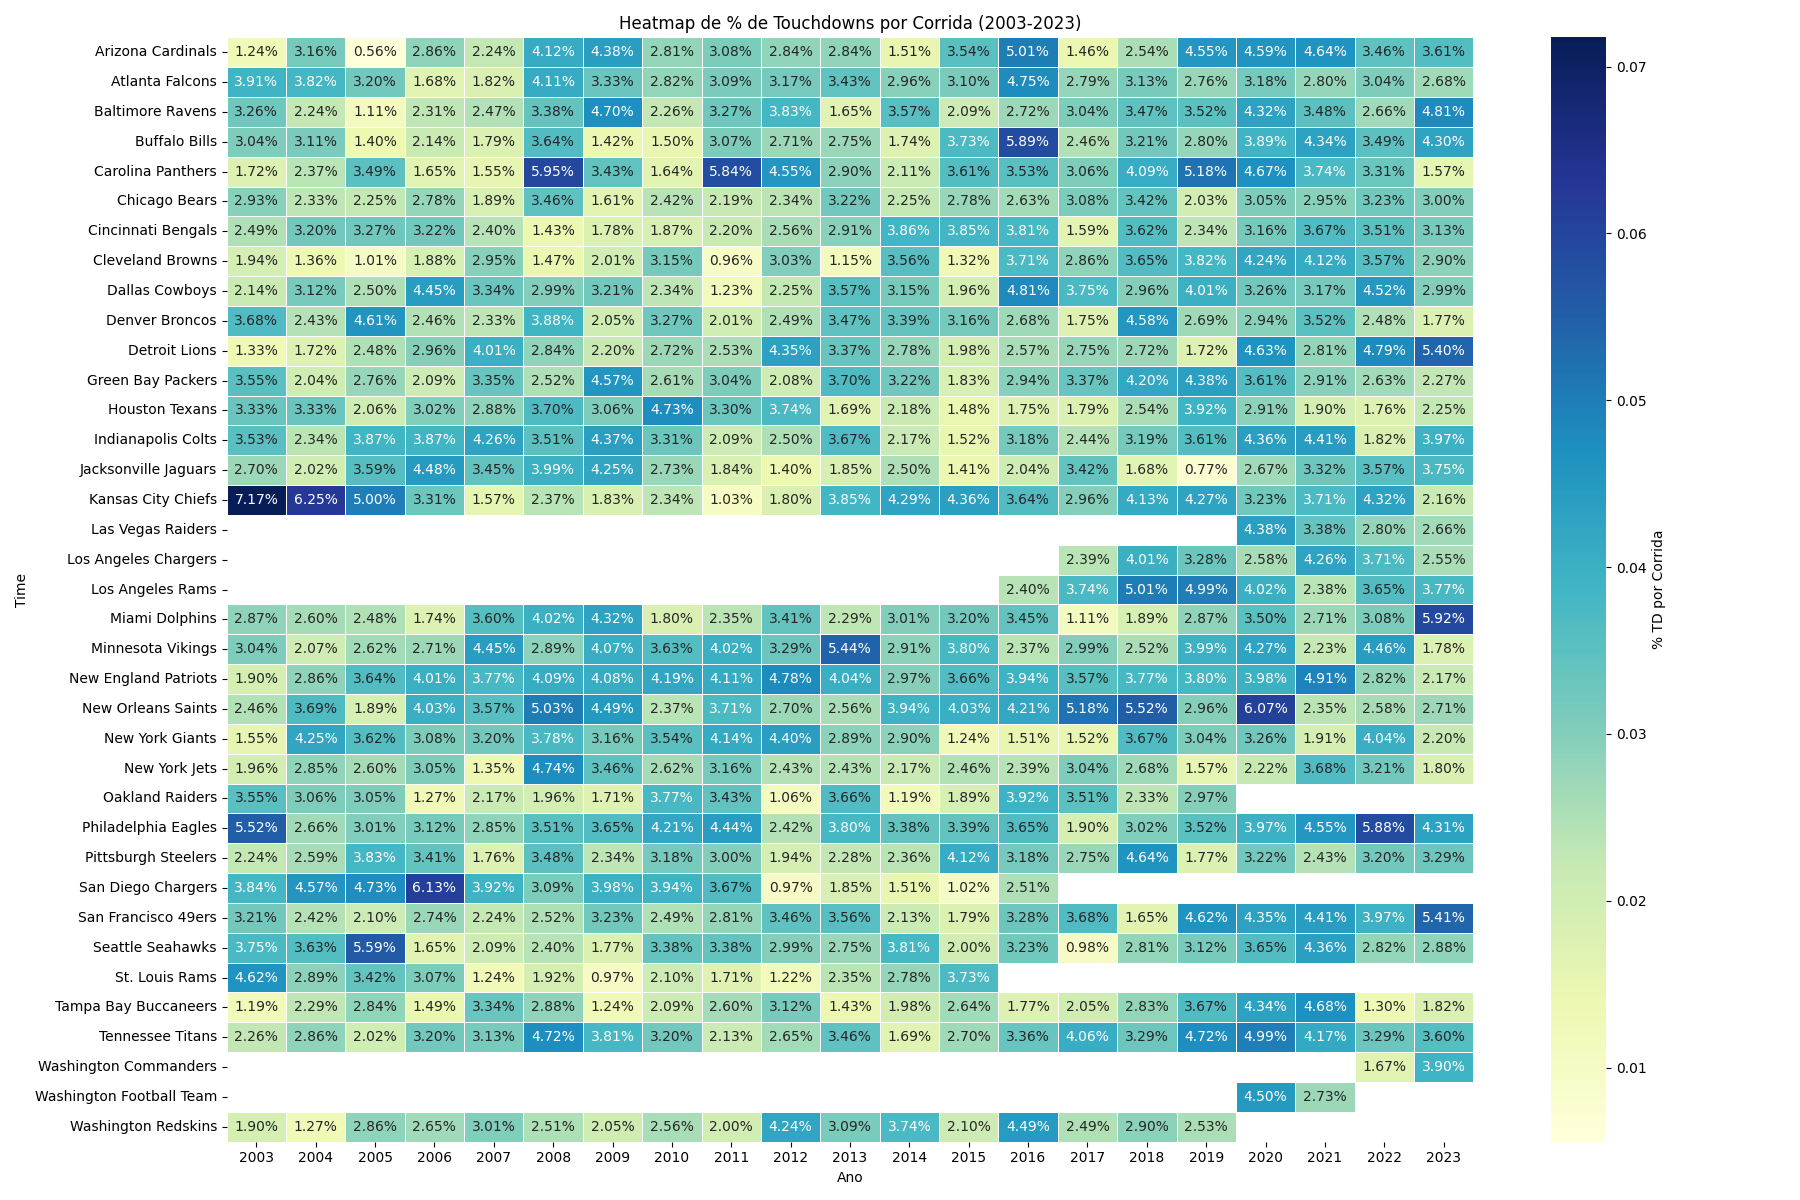 Heatmap de % de Touchdowns por Corrida (2003-2023)
Arizona Cardinals 1.24% 3.16% 0.56% 2.86% 2.24% 4.12% 4.38% 2.81% 3.08% 2.84% 2.84% 1.51% 3.54% 5.01% 1.46% 2.54% 4.55% 4.59% 4.64% 3.46% 3.61%
Atlanta Falcons 3.91% 3.82% 3.20% 1.68% 1.82% 4.11% 3.33% 2.82% 3.09% 3.17% 3.43% 2.96% 3.10% 4.75% 2.79% 3.13% 2.76% 3.18% 2.80% 3.04% 2.68%
Baltimore Ravens 3.26% 2.24% 1.11% 2.31% 2.47% 3.38% 4.70% 2.26% 3.27% 3.83% 1.65% 3.57% 2.09% 2.72% 3.04% 3.47% 3.52% 4.32% 3.48% 2.66% 4.81%
Buffalo Bills 3.04% 3.11% 1.40% 2.14% 1.79% 3.64% 1.42% 1.50% 3.07% 2.71% 2.75% 1.74% 3.73% 5.89% 2.46% 3.21% 2.80% 3.89% 4.34% 3.49% 4.30%
Carolina Panthers 1.72% 2.37% 3.49% 1.65% 1.55% 5.95% 3.43% 1.64% 5.84% 4.55% 2.90% 2.11% 3.61% 3.53% 3.06% 4.09% 5.18% 4.67% 3.74% 3.31% 1.57%
Chicago Bears 2.93% 2.33% 2.25% 2.78% 1.89% 3.46% 1.61% 2.42% 2.19% 2.34% 3.22% 2.25% 2.78% 2.63% 3.08% 3.42% 2.03% 3.05% 2.95% 3.23% 3.00%
Cincinnati Bengals 2.49% 3.20% 3.27% 3.22% 2.40% 1.43% 1.78% 1.87% 2.20% 2.56% 2.91% 3.86% 3.85% 3.81% 1.59% 3.62% 2.34% 3.16% 3.67% 3.51% 3.13%
Cleveland Browns 1.94% 1.36% 1.01% 1.88% 2.95% 1.47% 2.01% 3.15% 0.96% 3.03% 1.15% 3.56% 1.32% 3.71% 2.86% 3.65% 3.82% 4.24% 4.12% 3.57% 2.90%
Dallas Cowboys 2.14% 3.12% 2.50% 4.45% 3.34% 2.99% 3.21% 2.34% 1.23% 2.25% 3.57% 3.15% 1.96% 4.81% 3.75% 2.96% 4.01% 3.26% 3.17% 4.52% 2.99%
Denver Broncos 3.68% 2.43% 4.61% 2.46% 2.33% 3.88% 2.05% 3.27% 2.01% 2.49% 3.47% 3.39% 3.16% 2.68% 1.75% 4.58% 2.69% 2.94% 3.52% 2.48% 1.77%
Detroit Lions 1.33% 1.72% 2.48% 2.96% 4.01% 2.84% 2.20% 2.72% 2.53% 4.35% 3.37% 2.78% 1.98% 2.57% 2.75% 2.72% 1.72% 4.63% 2.81% 4.79% 5.40%
Green Bay Packers 3.55% 2.04% 2.76% 2.09% 3.35% 2.52% 4.57% 2.61% 3.04% 2.08% 3.70% 3.22% 1.83% 2.94% 3.37% 4.20% 4.38% 3.61% 2.91% 2.63% 2.27%
Houston Texans 3.33% 3.33% 2.06% 3.02% 2.88% 3.70% 3.06% 4.73% 3.30% 3.74% 1.69% 2.18% 1.48% 1.75% 1.79% 2.54% 3.92% 2.91% 1.90% 1.76% 2.25%
Indianapolis Colts 3.53% 2.34% 3.87% 3.87% 4.26% 3.51% 4.37% 3.31% 2.09% 2.50% 3.67% 2.17% 1.52% 3.18% 2.44% 3.19% 3.61% 4.36% 4.41% 1.82% 3.97%
Jacksonville Jaguars 2.70% 2.02% 3.59% 4.48% 3.45% 3.99% 4.25% 2.73% 1.84% 1.40% 1.85% 2.50% 1.41% 2.04% 3.42% 1.68% 0.77% 2.67% 3.32% 3.57% 3.75%
Kansas City Chiefs 7.17% 6.25% 5.00% 3.31% 1.57% 2.37% 1.83% 2.34% 1.03% 1.80% 3.85% 4.29% 4.36% 3.64% 2.96% 4.13% 4.27% 3.23% 3.71% 4.32% 2.16%
Las Vegas Raiders 4.38% 3.38% 2.80% 2.66%
Los Angeles Chargers 2.39% 4.01% 3.28% 2.58% 4.26% 3.71% 2.55%
Los Angeles Rams 2.40% 3.74% 5.01% 4.99% 4.02% 2.38% 3.65% 3.77%
Miami Dolphins 2.87% 2.60% 2.48% 1.74% 3.60% 4.02% 4.32% 1.80% 2.35% 3.41% 2.29% 3.01% 3.20% 3.45% 1.11% 1.89% 2.87% 3.50% 2.71% 3.08% 5.92%
Minnesota Vikings 3.04% 2.07% 2.62% 2.71% 4.45% 2.89% 4.07% 3.63% 4.02% 3.29% 5.44% 2.91% 3.80% 2.37% 2.99% 2.52% 3.99% 4.27% 2.23% 4.46% 1.78%
New England Patriots 1.90% 2.86% 3.64% 4.01% 3.77% 4.09% 4.08% 4.19% 4.11% 4.78% 4.04% 2.97% 3.66% 3.94% 3.57% 3.77% 3.80% 3.98% 4.91% 2.82% 2.17%
New Orleans Saints 2.46% 3.69% 1.89% 4.03% 3.57% 5.03% 4.49% 2.37% 3.71% 2.70% 2.56% 3.94% 4.03% 4.21% 5.18% 5.52% 2.96% 6.07% 2.35% 2.58% 2.71%
New York Giants 1.55% 4.25% 3.62% 3.08% 3.20% 3.78% 3.16% 3.54% 4.14% 4.40% 2.89% 2.90% 1.24% 1.51% 1.52% 3.67% 3.04% 3.26% 1.91% 4.04% 2.20%
New York Jets 1.96% 2.85% 2.60% 3.05% 1.35% 4.74% 3.46% 2.62% 3.16% 2.43% 2.43% 2.17% 2.46% 2.39% 3.04% 2.68% 1.57% 2.22% 3.68% 3.21% 1.80%
Oakland Raiders 3.55% 3.06% 3.05% 1.27% 2.17% 1.96% 1.71% 3.77% 3.43% 1.06% 3.66% 1.19% 1.89% 3.92% 3.51% 2.33% 2.97%
Philadelphia Eagles 5.52% 2.66% 3.01% 3.12% 2.85% 3.51% 3.65% 4.21% 4.44% 2.42% 3.80% 3.38% 3.39% 3.65% 1.90% 3.02% 3.52% 3.97% 4.55% 5.88% 4.31%
Pittsburgh Steelers 2.24% 2.59% 3.83% 3.41% 1.76% 3.48% 2.34% 3.18% 3.00% 1.94% 2.28% 2.36% 4.12% 3.18% 2.75% 4.64% 1.77% 3.22% 2.43% 3.20% 3.29%
San Diego Chargers 3.84% 4.57% 4.73% 6.13% 3.92% 3.09% 3.98% 3.94% 3.67% 0.97% 1.85% 1.51% 1.02% 2.51%
San Francisco 49ers 3.21% 2.42% 2.10% 2.74% 2.24% 2.52% 3.23% 2.49% 2.81% 3.46% 3.56% 2.13% 1.79% 3.28% 3.68% 1.65% 4.62% 4.35% 4.41% 3.97% 5.41%
Seattle Seahawks 3.75% 3.63% 5.59% 1.65% 2.09% 2.40% 1.77% 3.38% 3.38% 2.99% 2.75% 3.81% 2.00% 3.23% 0.98% 2.81% 3.12% 3.65% 4.36% 2.82% 2.88%
St. Louis Rams 4.62% 2.89% 3.42% 3.07% 1.24% 1.92% 0.97% 2.10% 1.71% 1.22% 2.35% 2.78% 3.73%
Tampa Bay Buccaneers 1.19% 2.29% 2.84% 1.49% 3.34% 2.88% 1.24% 2.09% 2.60% 3.12% 1.43% 1.98% 2.64% 1.77% 2.05% 2.83% 3.67% 4.34% 4.68% 1.30% 1.82%
Tennessee Titans 2.26% 2.86% 2.02% 3.20% 3.13% 4.72% 3.81% 3.20% 2.13% 2.65% 3.46% 1.69% 2.70% 3.36% 4.06% 3.29% 4.72% 4.99% 4.17% 3.29% 3.60%
Washington Commanders 1.67% 3.90%
Washington Football Team 4.50% 2.73%
Washington Redskins 1.90% 1.27% 2.86% 2.65% 3.01% 2.51% 2.05% 2.56% 2.00% 4.24% 3.09% 3.74% 2.10% 4.49% 2.49% 2.90% 2.53%
2003 2004 2005 2006 2007 2008 2009 2010 2011 2012 2013 2014 2015 2016 2017 2018 2019 2020 2021 2022 2023
Ano
Time
0.07
0.06
0.05
0.04
0.03
0.02
0.01
% TD por Corrida